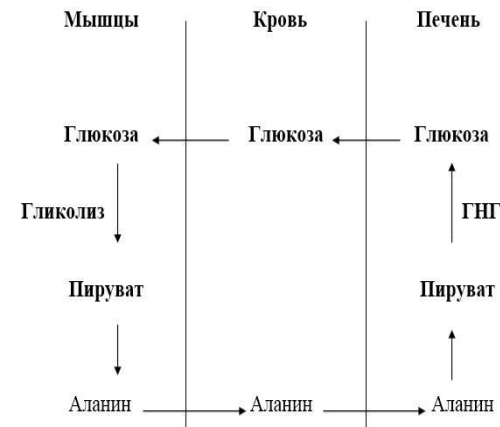 Мышцы Кровь Печень
Глюкоза Глюкоза Глюкоза
Гликолиз ГНГ
Пируват Пируват
Аланин Аланин Аланин